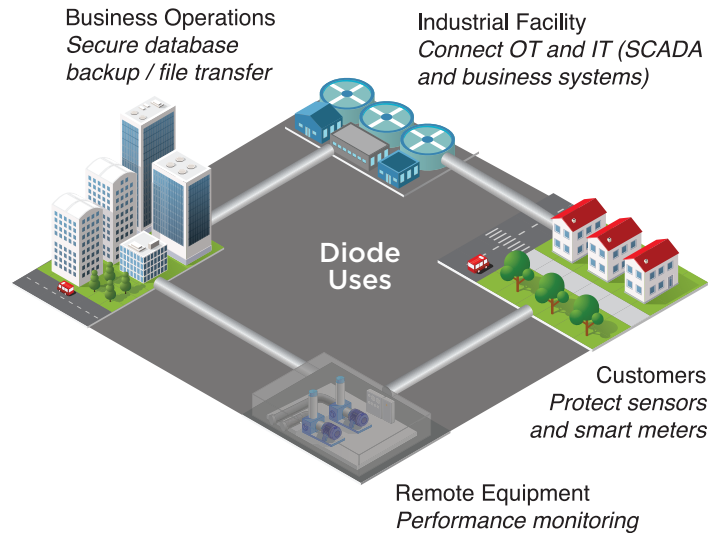 Business Operations
Secure database
backup / file transfer
Industrial Facility
Connect OT and IT (SCADA
and business systems)
Diode
Uses
Customers
Protect sensors
and smart meters
Remote Equipment
Performance monitoring